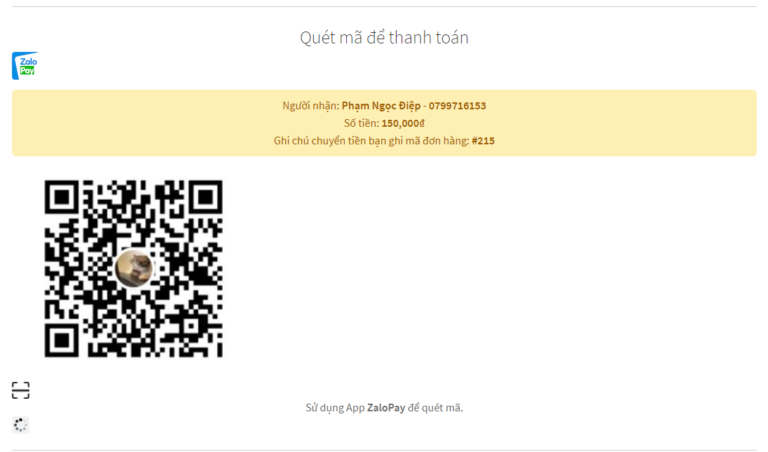 Quét mã để thanh toán
Zalo
Pay
Người nhận: Phạm Ngọc Điệp - 0799716153
Số tiền: 150,000₫
Ghi chú chuyển tiền bạn ghi mã đơn hàng: #215
Sử dụng App ZaloPay để quét mã.